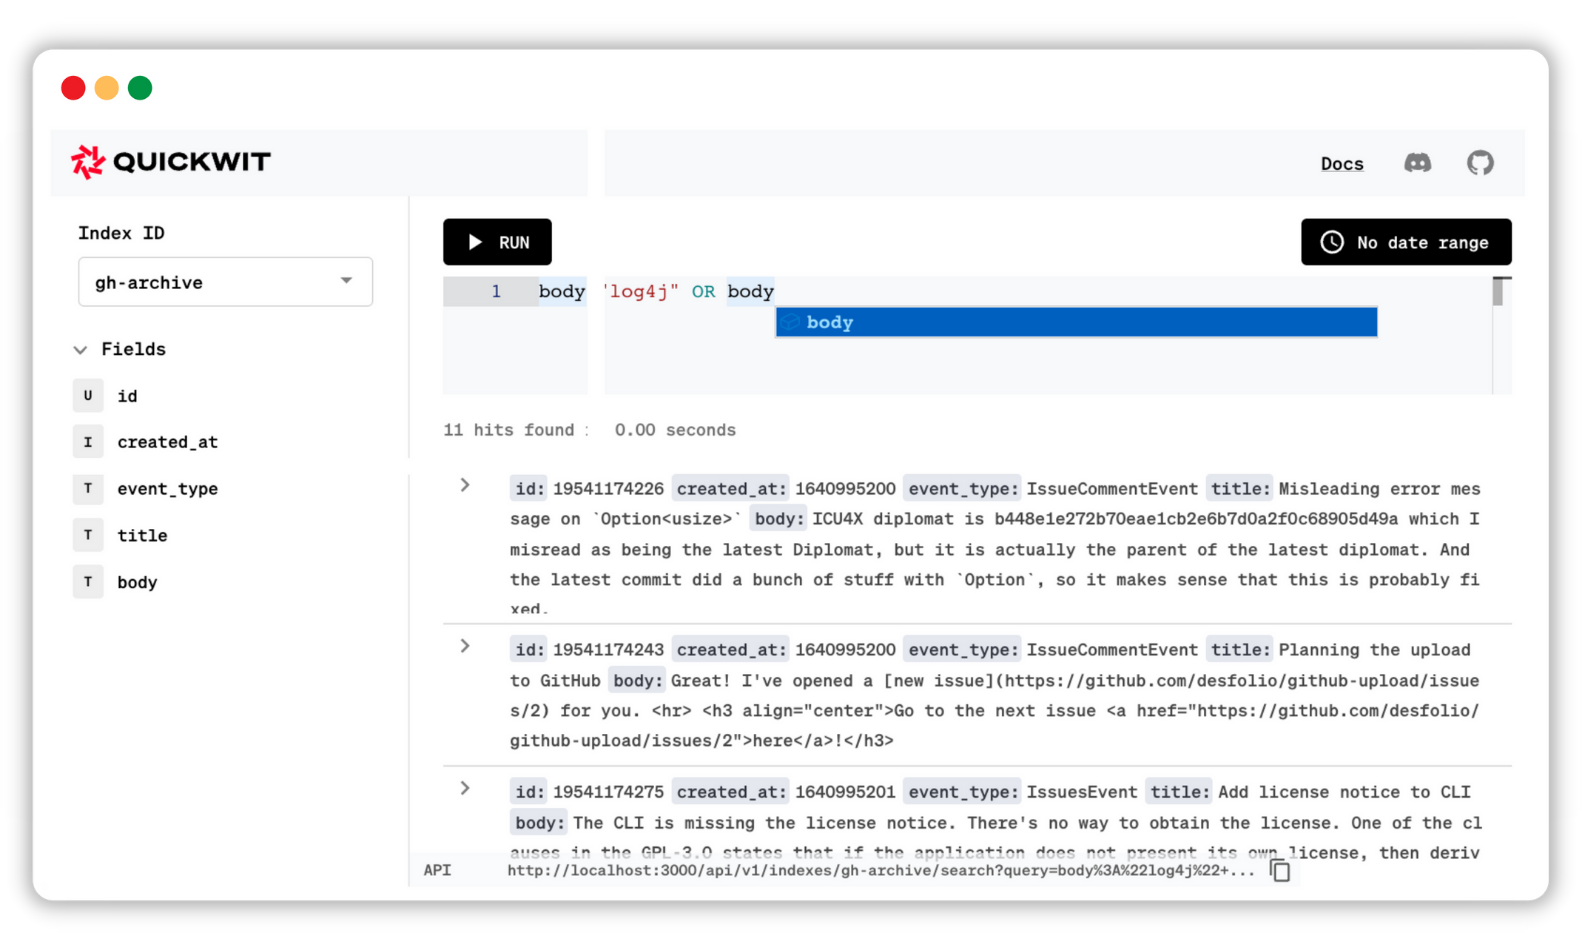 QUICKWIT
Docs
Index ID
gh-archive
Fields
U id
I created_at
T event_type
T title
T body
RUN
No date range
1 body "log4j" OR body
body
11 hits found : 0.00 seconds
id: 19541174226 created_at: 1640995200 event_type: IssueCommentEvent title: Misleading error mes
sage on `Option<usize>` body: ICU4X diplomat is b448e1e272b70eae1cb2e6b7d0a2f0c68905d49a which I
misread as being the latest Diplomat, but it is actually the parent of the latest diplomat. And
the latest commit did a bunch of stuff with `Option`, so it makes sense that this is probably fi
xed.
id: 19541174243 created_at: 1640995200 event_type: IssueCommentEvent title: Planning the upload
to GitHub body: Great! I've opened a [new issue](https://github.com/desfolio/github-upload/issue
s/2) for you. <hr> <h3 align="center">Go to the next issue <a href="https://github.com/desfolio/
github-upload/issues/2">here</a>!</h3>
id: 19541174275 created_at: 1640995201 event_type: IssuesEvent title: Add license notice to CLI
body: The CLI is missing the license notice. There's no way to obtain the license. One of the cl
auses in the GPL-3.0 states that if the application does not present its own license, then deriv
API http://localhost:3000/api/v1/indexes/gh-archive/search?query=body%3A%22log4j%22+...